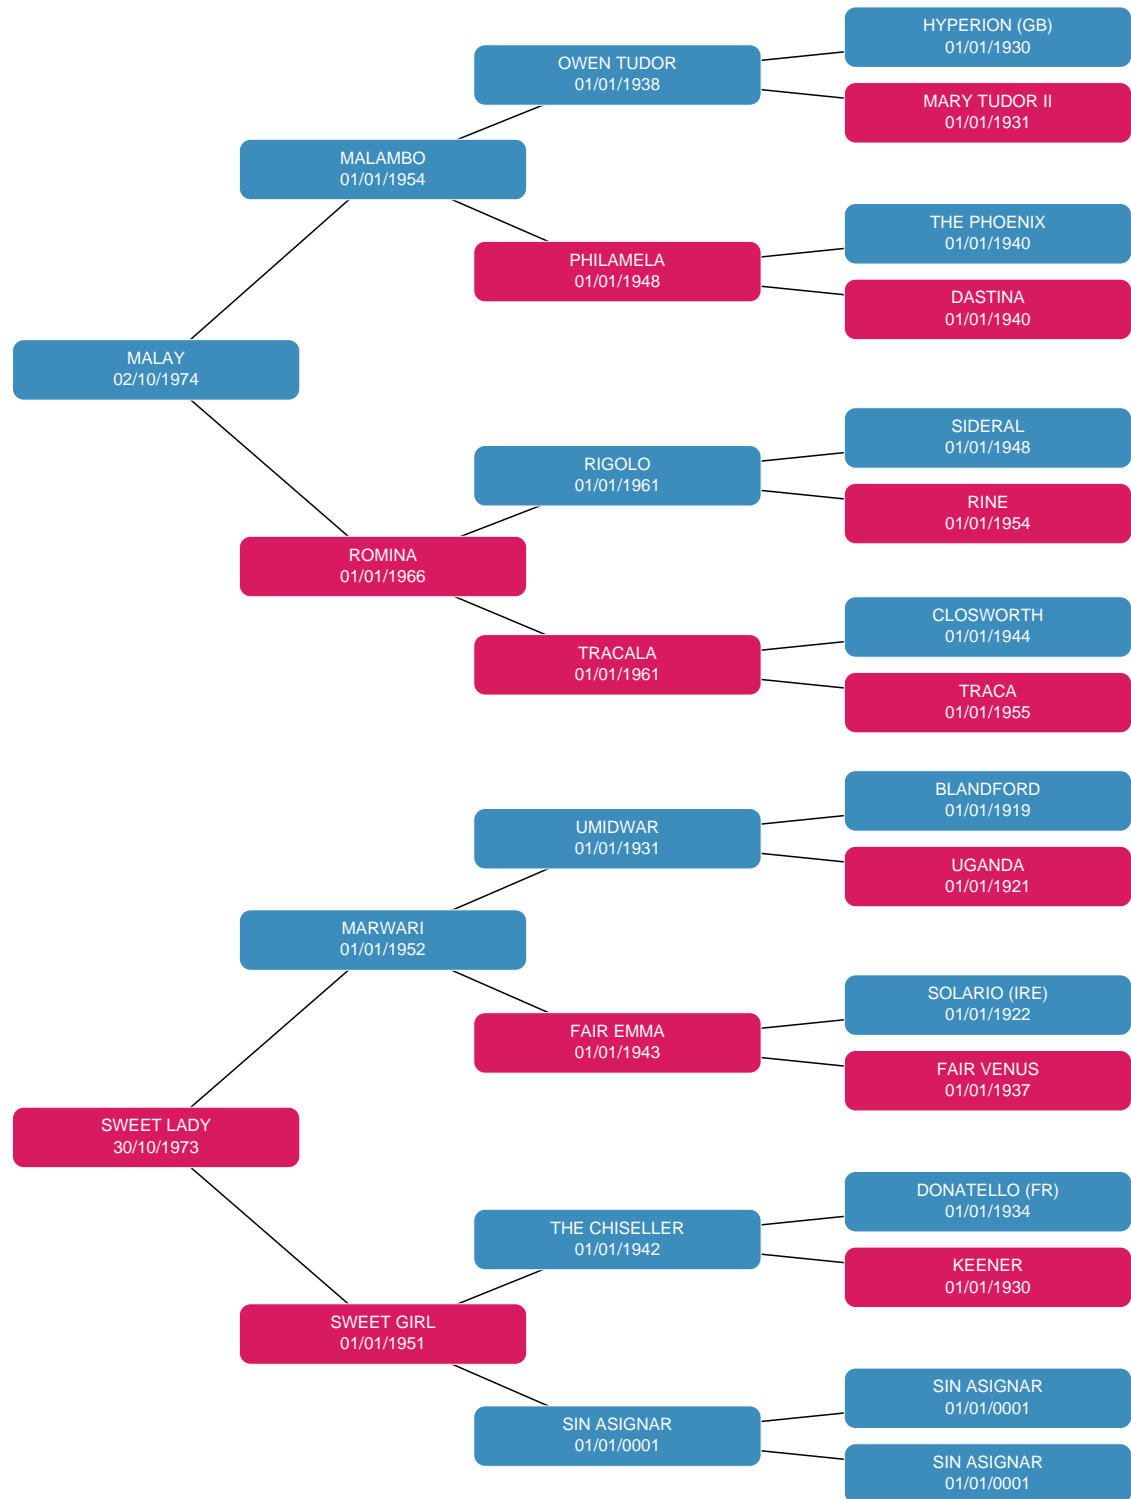 HYPERION (GB)
01/01/1930
OWEN TUDOR
01/01/1938
MARY TUDOR II
01/01/1931
MALAMBO
01/01/1954
THE PHOENIX
01/01/1940
PHILAMELA
01/01/1948
DASTINA
01/01/1940
MALAY
02/10/1974
SIDERAL
01/01/1948
RIGOLO
01/01/1961
RINE
01/01/1954
ROMINA
01/01/1966
CLOSWORTH
01/01/1944
TRACALA
01/01/1961
TRACA
01/01/1955
BLANDFORD
01/01/1919
UMIDWAR
01/01/1931
UGANDA
01/01/1921
MARWARI
01/01/1952
SOLARIO (IRE)
01/01/1922
FAIR EMMA
01/01/1943
FAIR VENUS
01/01/1937
SWEET LADY
30/10/1973
DONATELLO (FR)
01/01/1934
THE CHISELLER
01/01/1942
KEENER
01/01/1930
SWEET GIRL
01/01/1951
SIN ASIGNAR
01/01/0001
SIN ASIGNAR
01/01/0001
SIN ASIGNAR
01/01/0001